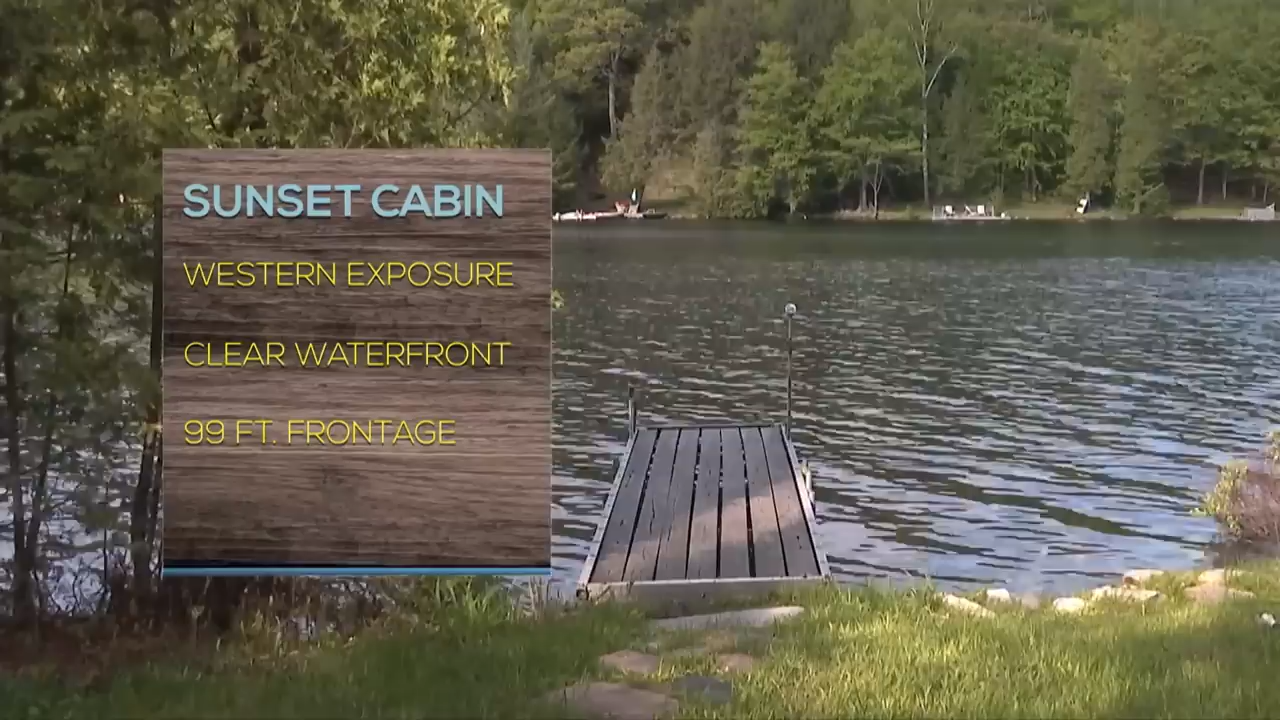 SUNSET CABIN
WESTERN EXPOSURE
CLEAR WATERFRONT
99 FT. FRONTAGE